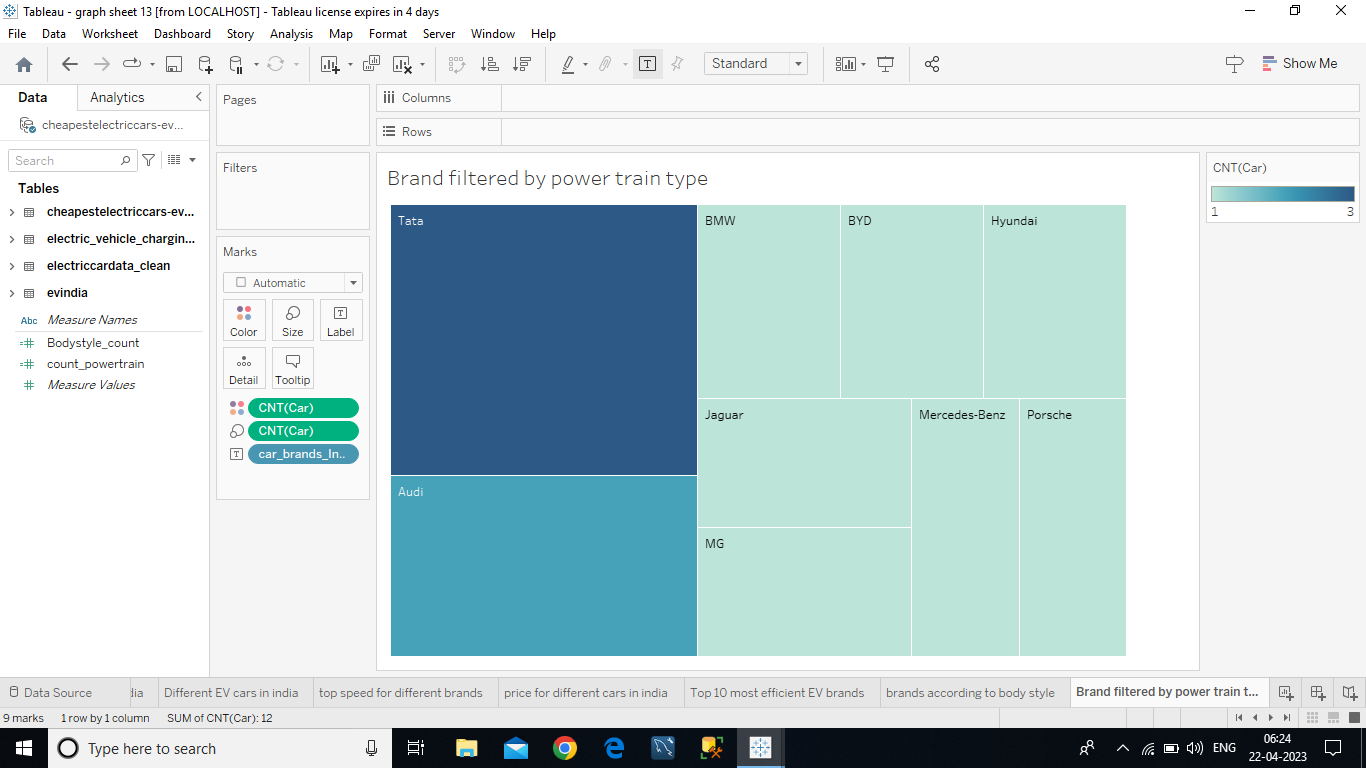 Tableau - graph sheet 13 [from LOCALHOST] - Tableau license expires in 4 days
File Data Worksheet Dashboard Story Analysis Map Format Server Window Help
Standard
Show Me
Data Analytics
cheapestelectriccars-ev...
Search
Tables
cheapestelectriccars-ev...
electric_vehicle_chargin...
electriccardata_clean
evindia
Abc Measure Names
Bodystyle_count
count_powertrain
Measure Values
Pages
Filters
Marks
Automatic
Color Size Label
Detail Tooltip
CNT(Car)
CNT(Car)
car_brands_In..
Columns
Rows
Brand filtered by power train type
Tata
BMW
BYD
Hyundai
Audi
Jaguar
Mercedes-Benz
Porsche
MG
CNT(Car)
1 3
Data Source
dia
Different EV cars in india
top speed for different brands
price for different cars in india
Top 10 most efficient EV brands
brands according to body style
Brand filtered by power train t...
9 marks 1 row by 1 column SUM of CNT(Car): 12
Type here to search
ENG
06:24
22-04-2023